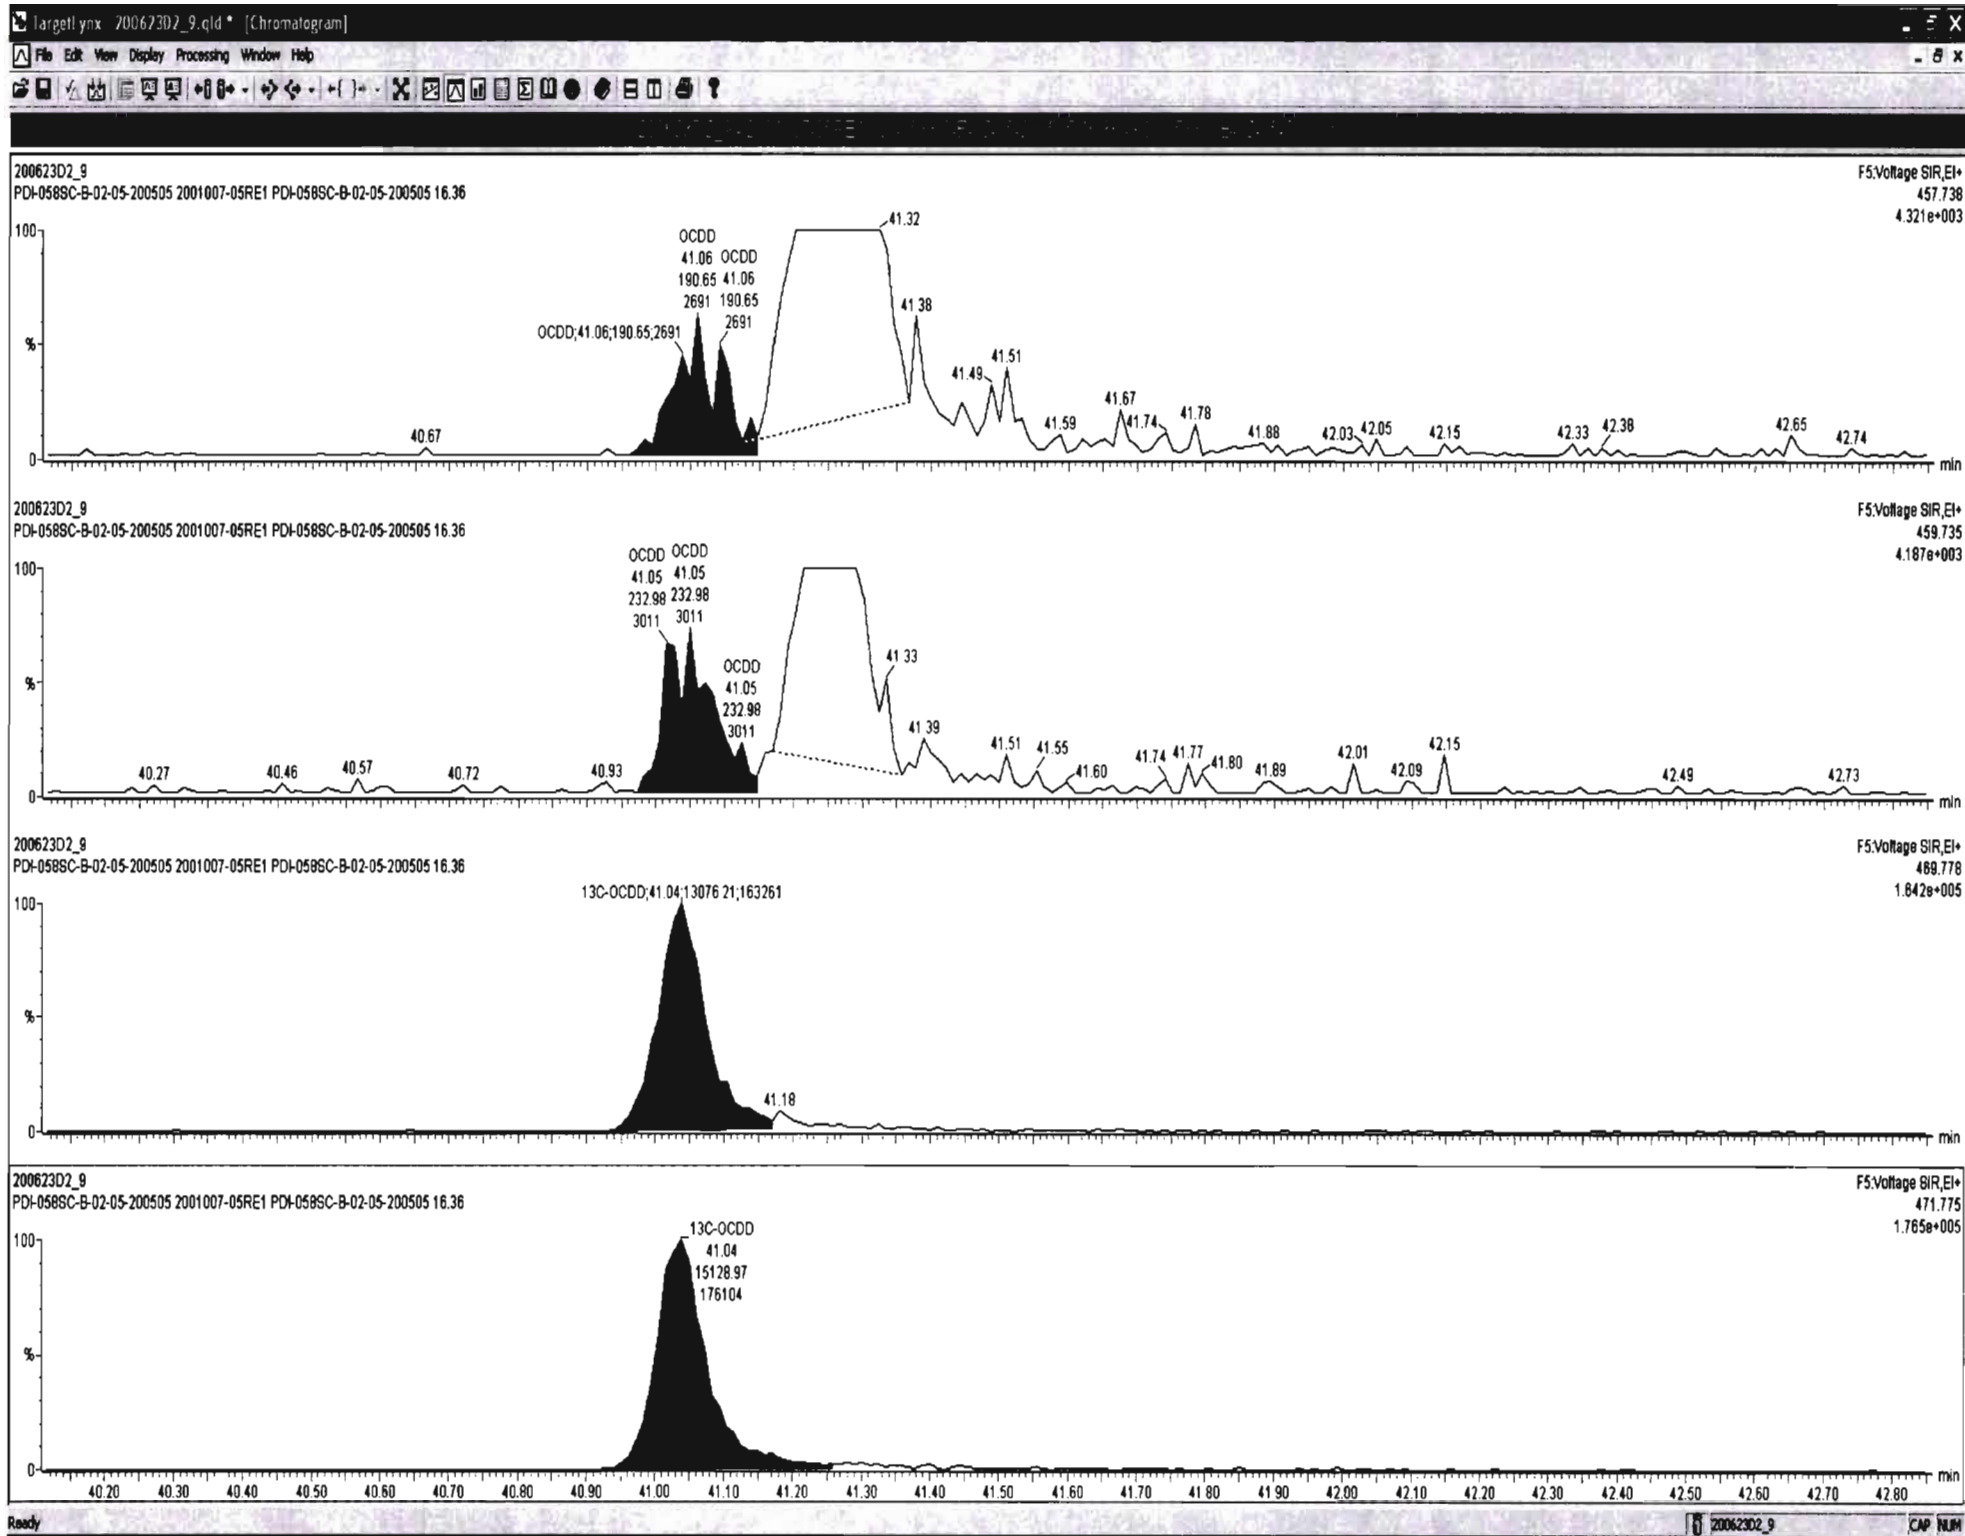 TargetLynx 200623D2_9.qld * [Chromatogram]
File Edit View Display Processing Window Help
200623D2_9
PDI-058SC-B-02-05-200505 2001007-05RE1 PDI-058SC-B-02-05-200505 16.36
F5:Voltage SIR,EI+
457.738
4.321e+003
100
%
0
40.67
OCDD;41.06;190.65;2691
OCDD
41.06
190.65
2691
OCDD
41.06
190.65
2691
41.32
41.38
41.49
41.51
41.59
41.67
41.74
41.78
41.88
42.03
42.05
42.15
42.33
42.38
42.65
42.74
min
200623D2_9
PDI-058SC-B-02-05-200505 2001007-05RE1 PDI-058SC-B-02-05-200505 16.36
F5:Voltage SIR,EI+
459.735
4.187e+003
100
%
0
40.27
40.46
40.57
40.72
40.93
OCDD
41.05
232.98
3011
OCDD
41.05
232.98
3011
OCDD
41.05
232.98
3011
41.33
41.39
41.51
41.55
41.60
41.74
41.77
41.80
41.89
42.01
42.09
42.15
42.49
42.73
min
200623D2_9
PDI-058SC-B-02-05-200505 2001007-05RE1 PDI-058SC-B-02-05-200505 16.36
F5:Voltage SIR,EI+
469.778
1.642e+005
100
%
0
13C-OCDD;41.04;13076.21;163261
41.18
min
200623D2_9
PDI-058SC-B-02-05-200505 2001007-05RE1 PDI-058SC-B-02-05-200505 16.36
F5:Voltage SIR,EI+
471.775
1.765e+005
100
%
0
13C-OCDD
41.04
15128.97
176104
min
40.20 40.30 40.40 40.50 40.60 40.70 40.80 40.90 41.00 41.10 41.20 41.30 41.40 41.50 41.60 41.70 41.80 41.90 42.00 42.10 42.20 42.30 42.40 42.50 42.60 42.70 42.80
Ready
200623D2_9
CAP NUM